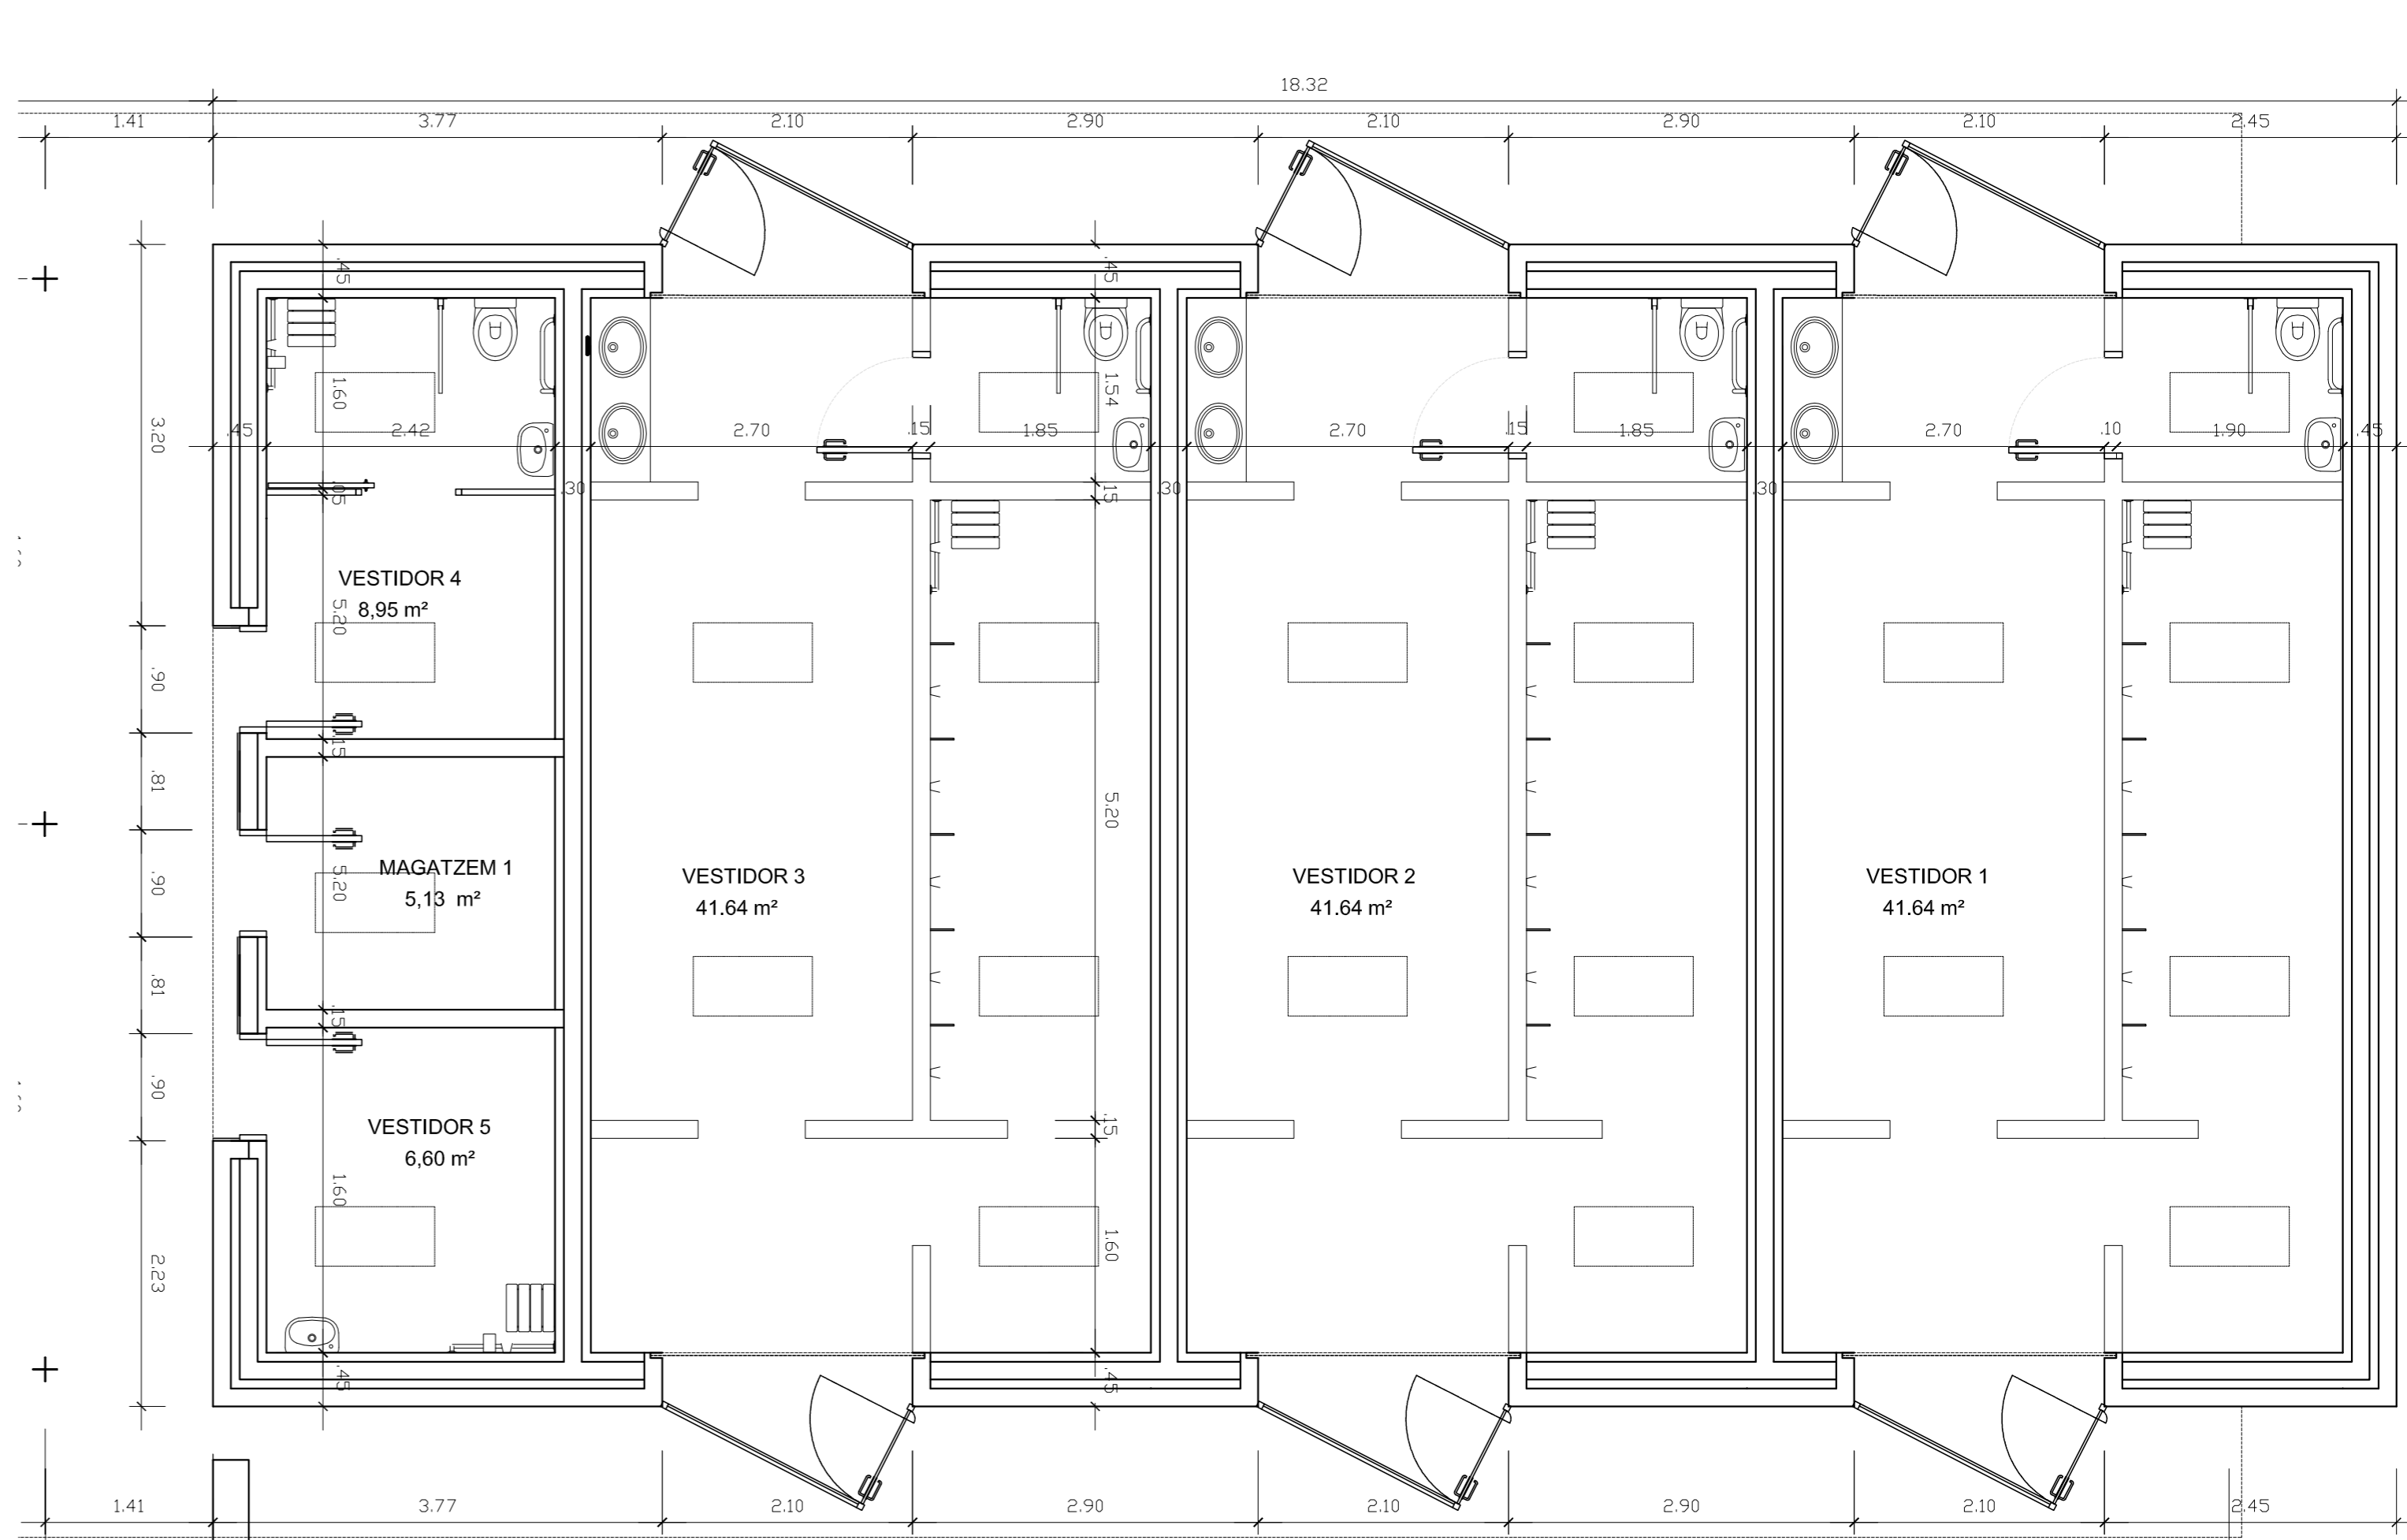 18.32
1.41 3.77 2.10 2.90 2.10 2.90 2.10 2.45
.45 .45
1.60 1.54
3.20
.45 2.42 2.70 .15 1.85 2.70 .15 1.85 2.70 .10 1.90 .45
.05 .30 .15 .30 .30
VESTIDOR 4
8,95 m²
5.20
.90
.15
.81
5.20
MAGATZEM 1
5,13 m²
5.20
.90
VESTIDOR 3
41.64 m²
VESTIDOR 2
41.64 m²
VESTIDOR 1
41.64 m²
.81
.15
.90
VESTIDOR 5
6,60 m²
.15
1.60
1.60
2.23
.45 .45
1.41 3.77 2.10 2.90 2.10 2.90 2.10 2.45